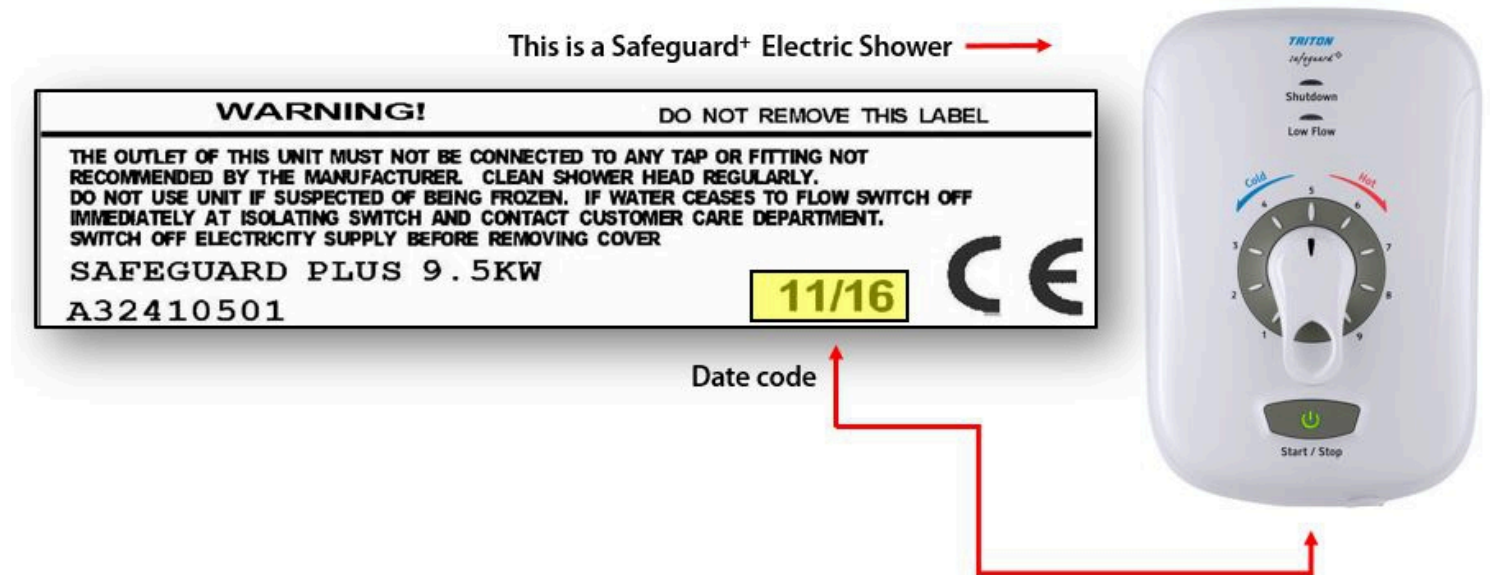 This is a Safeguard+ Electric Shower
WARNING!
DO NOT REMOVE THIS LABEL
THE OUTLET OF THIS UNIT MUST NOT BE CONNECTED TO ANY TAP OR FITTING NOT
RECOMMENDED BY THE MANUFACTURER. CLEAN SHOWER HEAD REGULARLY.
DO NOT USE UNIT IF SUSPECTED OF BEING FROZEN. IF WATER CEASES TO FLOW SWITCH OFF
IMMEDIATELY AT ISOLATING SWITCH AND CONTACT CUSTOMER CARE DEPARTMENT.
SWITCH OFF ELECTRICITY SUPPLY BEFORE REMOVING COVER
SAFEGUARD PLUS 9.5KW
A32410501
11/16
CE
Date code
TRITON
safeguard+
Shutdown
Low Flow
Cold
Hot
1 2 3 4 5 6 7 8 9
Start / Stop